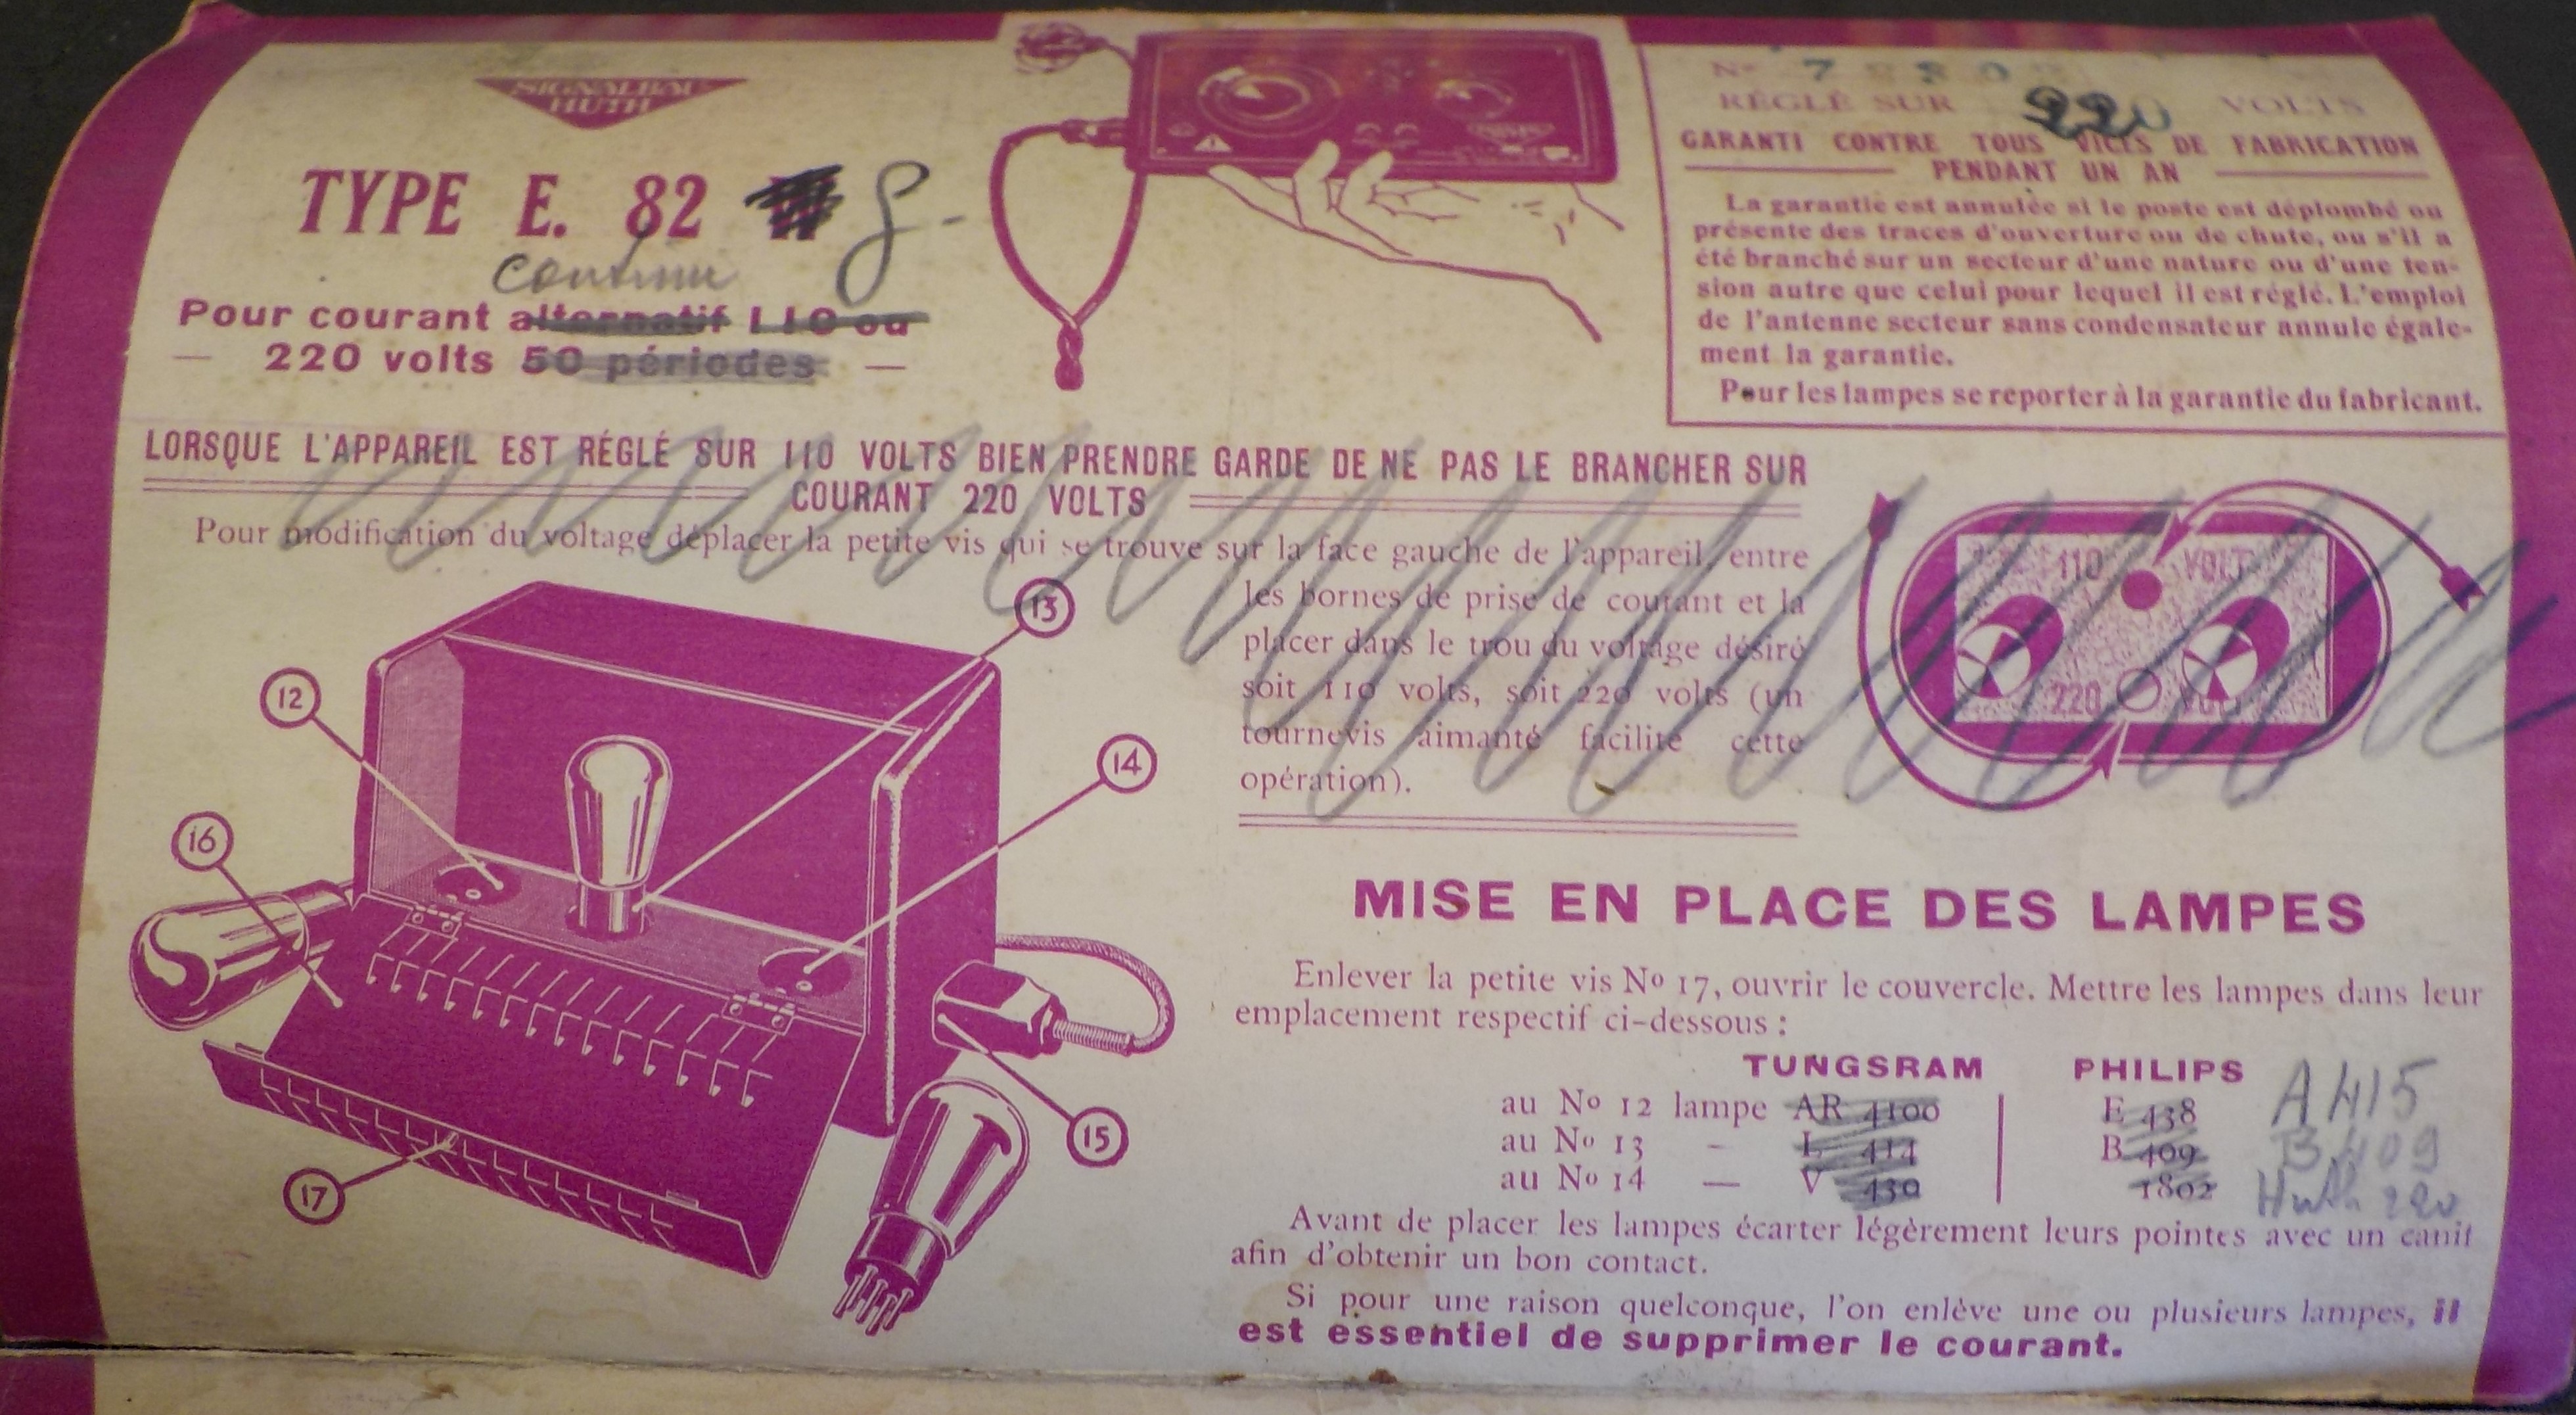 SIGNALBAU
HUTH
TYPE E. 82 G-
continu
Pour courant alternatif 110 ou
— 220 volts 50 périodes —
No 7
RÉGLÉ SUR 220 VOLTS
GARANTI CONTRE TOUS VICES DE FABRICATION
PENDANT UN AN
La garantie est annulée si le poste est déplombé ou
présente des traces d'ouverture ou de chute, ou s'il a
été branché sur un secteur d'une nature ou d'une ten-
sion autre que celui pour lequel il est réglé. L'emploi
de l'antenne secteur sans condensateur annule égale-
ment la garantie.
Pour les lampes se reporter à la garantie du fabricant.
LORSQUE L'APPAREIL EST RÉGLÉ SUR 110 VOLTS BIEN PRENDRE GARDE DE NE PAS LE BRANCHER SUR
COURANT 220 VOLTS
Pour modification du voltage déplacer la petite vis qui se trouve sur la face gauche de l'appareil, entre
les bornes de prise de courant et la
placer dans le trou du voltage désiré
soit 110 volts, soit 220 volts (un
tournevis aimanté facilite cette
opération).
110 VOLT
220 VOLT
13
12
14
16
15
17
MISE EN PLACE DES LAMPES
Enlever la petite vis No 17, ouvrir le couvercle. Mettre les lampes dans leur
emplacement respectif ci-dessous :
TUNGSRAM PHILIPS
au No 12 lampe AR 4100 E 438 A415
au No 13 – L 414 B 409 B409
au No 14 — V 430 1802 Huth 220
Avant de placer les lampes écarter légèrement leurs pointes avec un canif
afin d'obtenir un bon contact.
Si pour une raison quelconque, l'on enlève une ou plusieurs lampes, il
est essentiel de supprimer le courant.